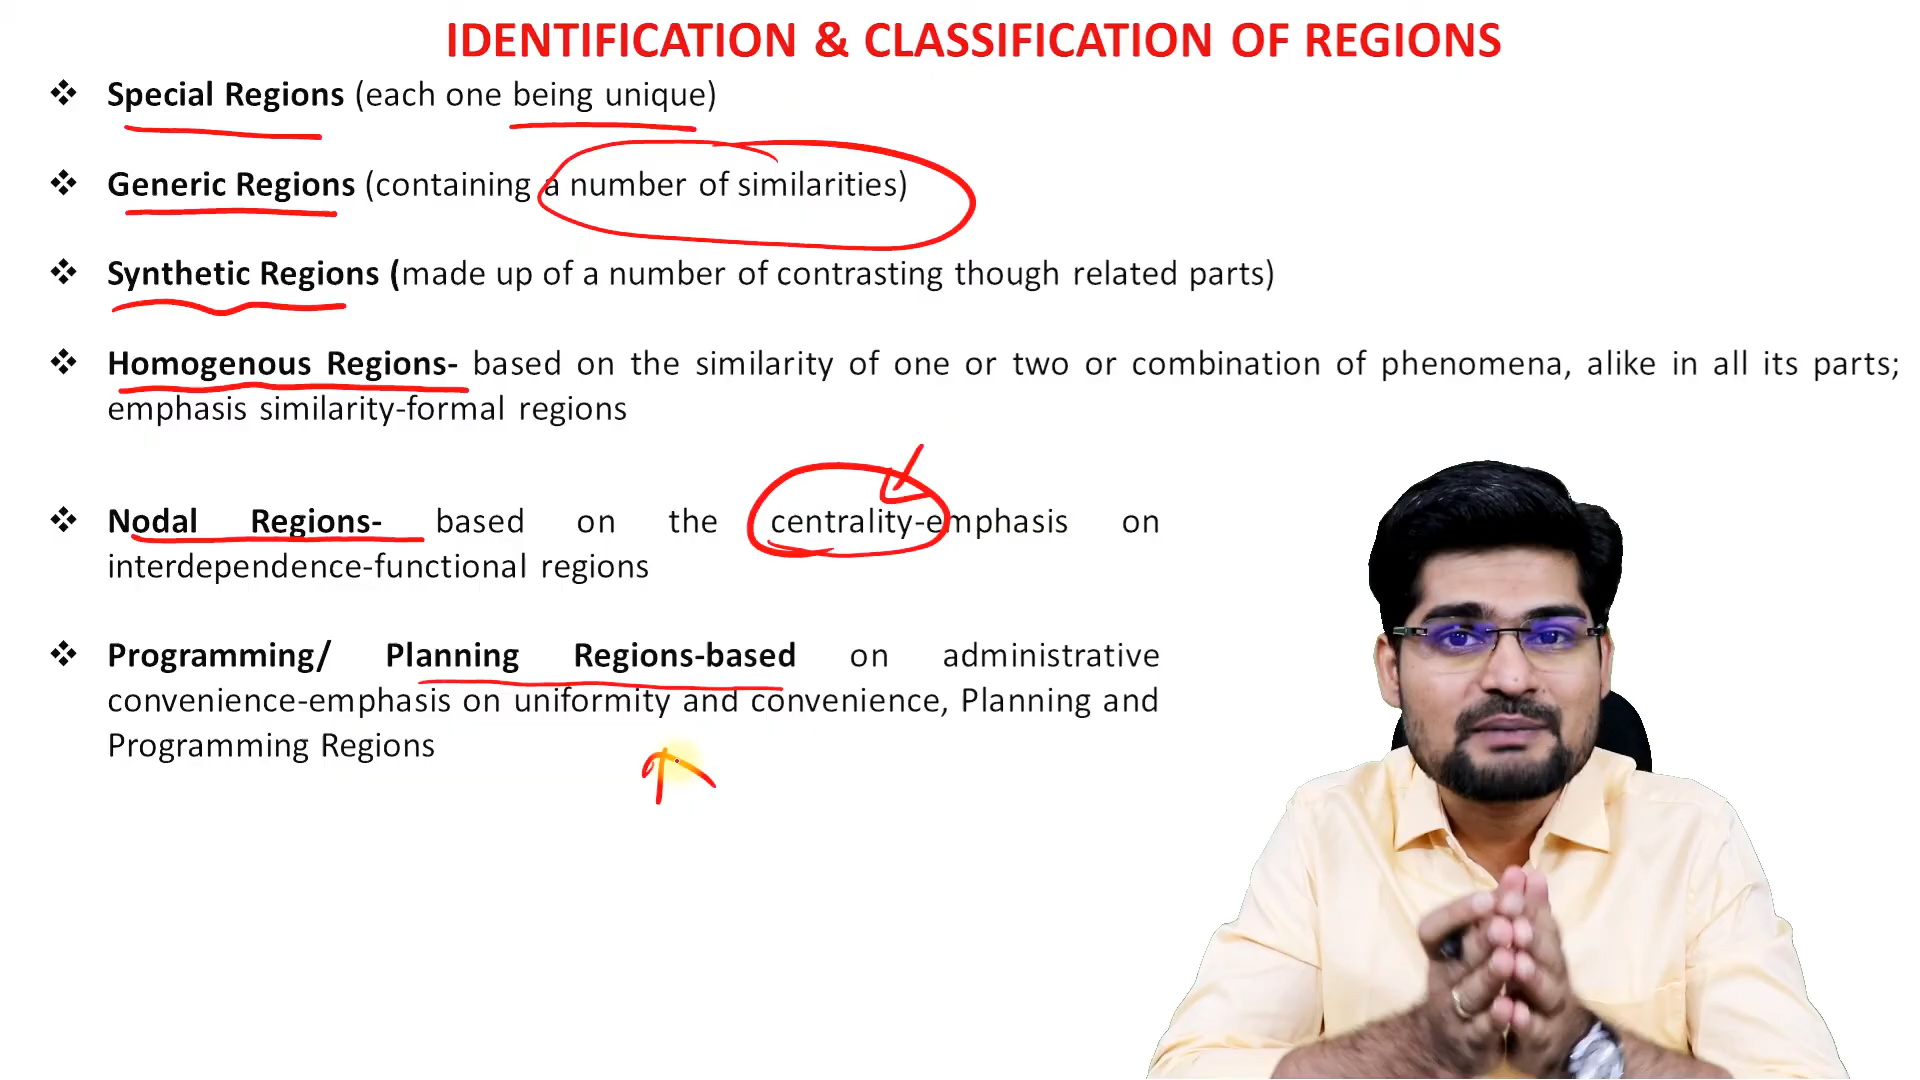 IDENTIFICATION & CLASSIFICATION OF REGIONS
❖ Special Regions (each one being unique)
❖ Generic Regions (containing a number of similarities)
❖ Synthetic Regions (made up of a number of contrasting though related parts)
❖ Homogenous Regions- based on the similarity of one or two or combination of phenomena, alike in all its parts;
emphasis similarity-formal regions
❖ Nodal Regions- based on the centrality-emphasis on
interdependence-functional regions
❖ Programming/ Planning Regions-based on administrative
convenience-emphasis on uniformity and convenience, Planning and
Programming Regions